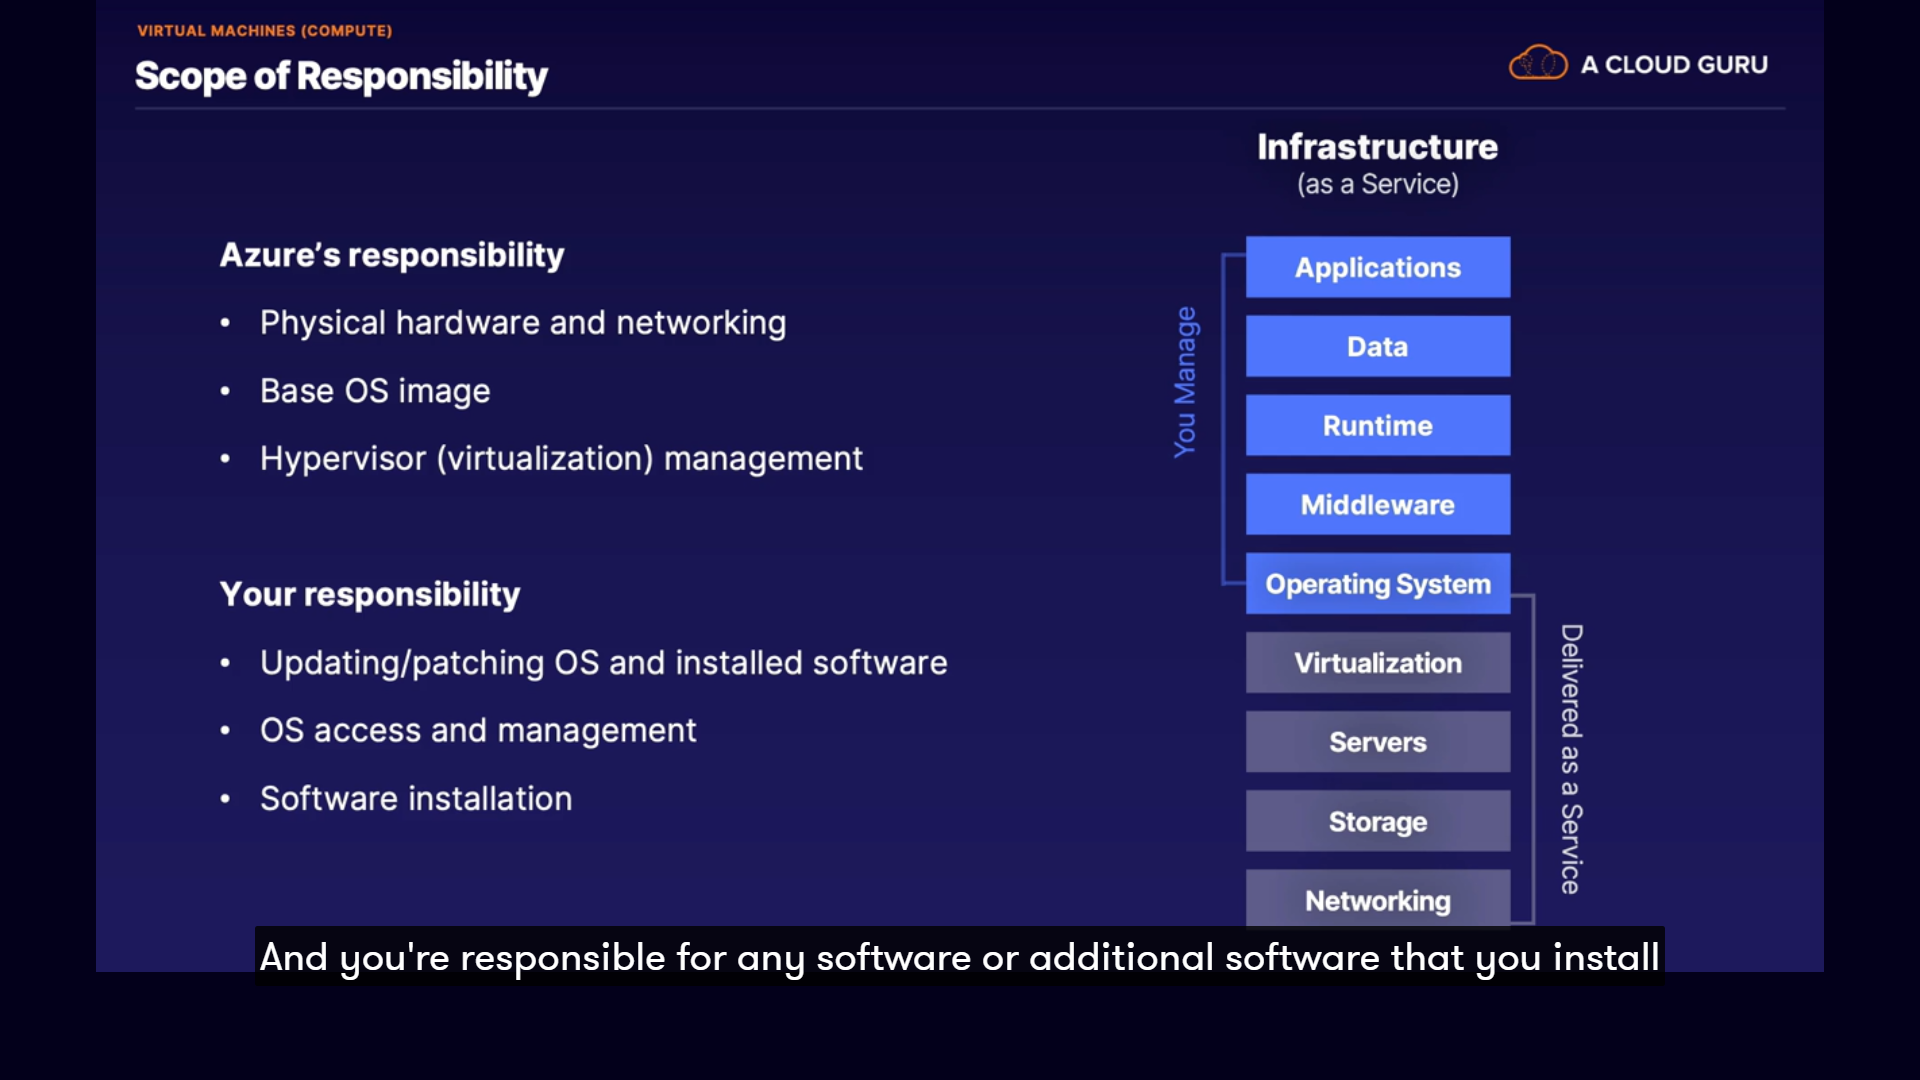 VIRTUAL MACHINES (COMPUTE)
Scope of Responsibility
A CLOUD GURU
Infrastructure
(as a Service)
Azure’s responsibility
• Physical hardware and networking
• Base OS image
• Hypervisor (virtualization) management
Your responsibility
• Updating/patching OS and installed software
• OS access and management
• Software installation
You Manage
Applications
Data
Runtime
Middleware
Operating System
Virtualization
Servers
Storage
Networking
Delivered as a Service
And you're responsible for any software or additional software that you install